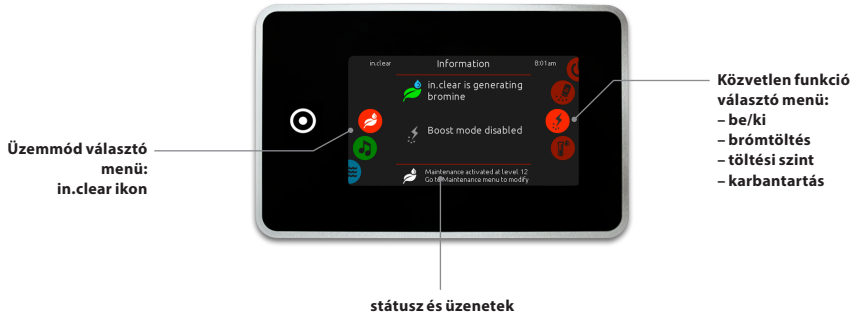 in.clear
Information
8:01am
in.clear is generating
bromine
Boost mode disabled
Maintenance activated at level 12
Go to Maintenance menu to modify
Üzemmód választó
menü:
in.clear ikon
Közvetlen funkció
választó menü:
– be/ki
– brómtöltés
– töltési szint
– karbantartás
státusz és üzenetek